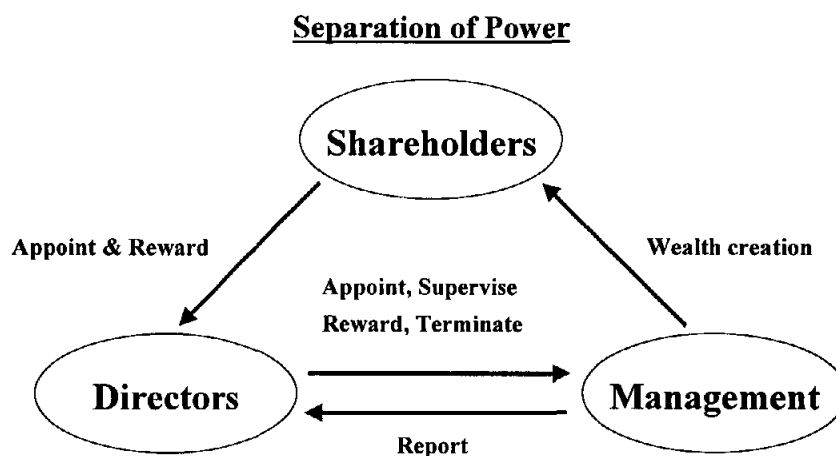 Separation of Power
Shareholders
Appoint & Reward
Wealth creation
Appoint, Supervise
Reward, Terminate
Directors
Management
Report